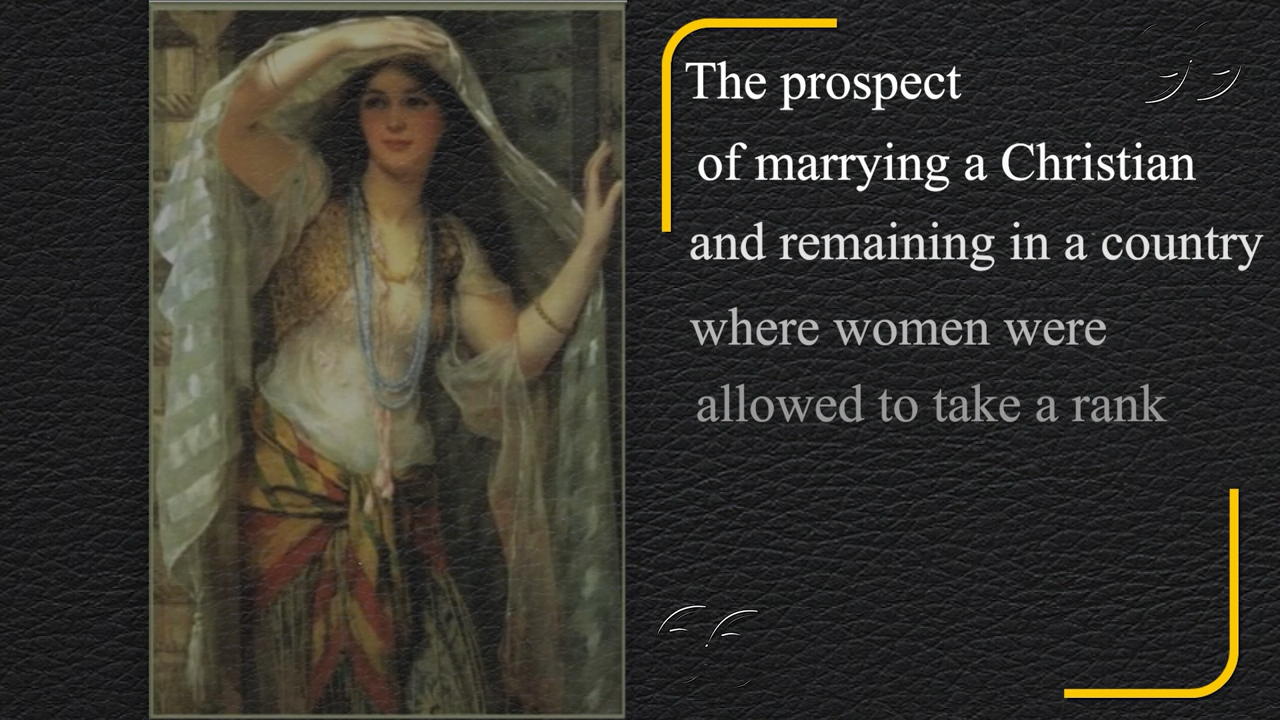 The prospect
of marrying a Christian
and remaining in a country
where women were
allowed to take a rank